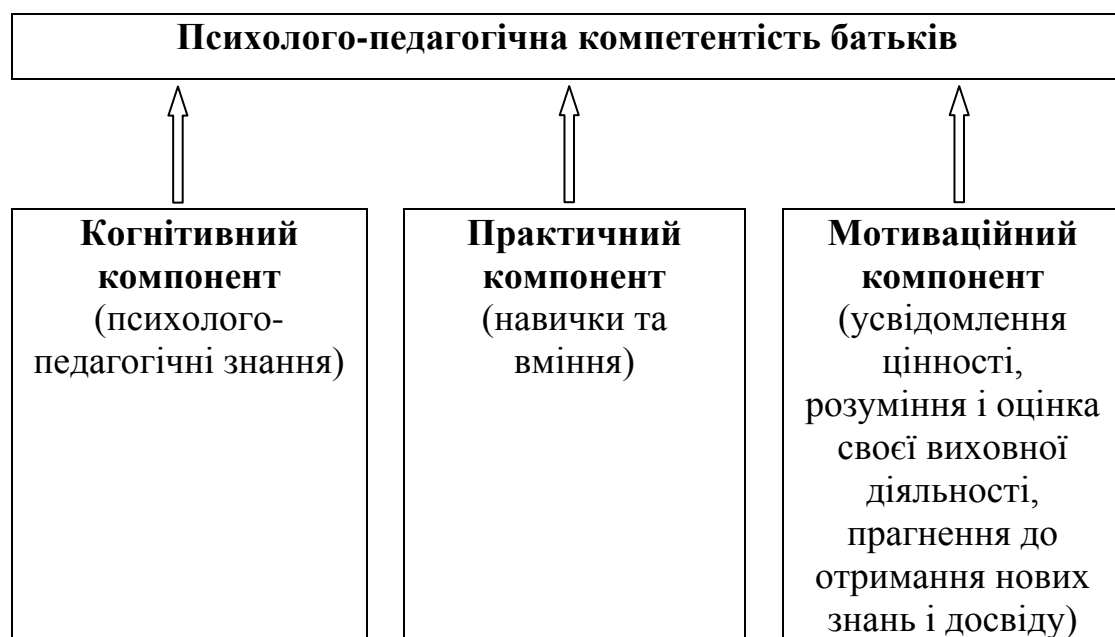 Психолого-педагогічна компетентість батьків
Когнітивний
компонент
(психолого-
педагогічні знання)
Практичний
компонент
(навички та
вміння)
Мотиваційний
компонент
(усвідомлення
цінності,
розуміння і оцінка
своєї виховної
діяльності,
прагнення до
отримання нових
знань і досвіду)